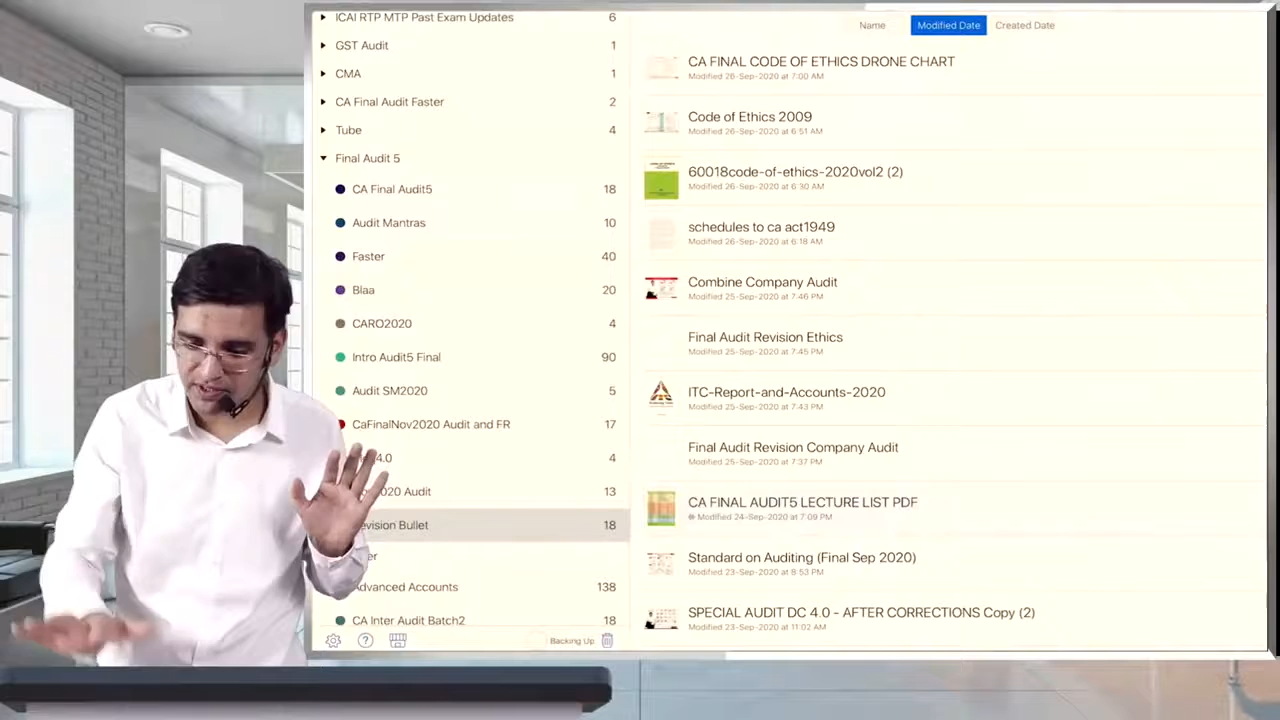 ICAI RTP MTP Past Exam Updates 6
GST Audit 1
CMA 1
CA Final Audit Faster 2
Tube 4
Final Audit 5
CA Final Audit5 18
Audit Mantras 10
Faster 40
Blaa 20
CARO2020 4
Intro Audit5 Final 90
Audit SM2020 5
CaFinalNov2020 Audit and FR 17
4.0 4
2020 Audit 13
evision Bullet 18
er
Advanced Accounts 138
CA Inter Audit Batch2 18
Backing Up
Name Modified Date Created Date
CA FINAL CODE OF ETHICS DRONE CHART
Modified 26-Sep-2020 at 7:00 AM
Code of Ethics 2009
Modified 26-Sep-2020 at 6:51 AM
60018code-of-ethics-2020vol2 (2)
Modified 26-Sep-2020 at 6:30 AM
schedules to ca act1949
Modified 26-Sep-2020 at 6:18 AM
Combine Company Audit
Modified 25-Sep-2020 at 7:46 PM
Final Audit Revision Ethics
Modified 25-Sep-2020 at 7:45 PM
ITC-Report-and-Accounts-2020
Modified 25-Sep-2020 at 7:43 PM
Final Audit Revision Company Audit
Modified 25-Sep-2020 at 7:37 PM
CA FINAL AUDIT5 LECTURE LIST PDF
Modified 24-Sep-2020 at 7:09 PM
Standard on Auditing (Final Sep 2020)
Modified 23-Sep-2020 at 8:53 PM
SPECIAL AUDIT DC 4.0 - AFTER CORRECTIONS Copy (2)
Modified 23-Sep-2020 at 11:02 AM